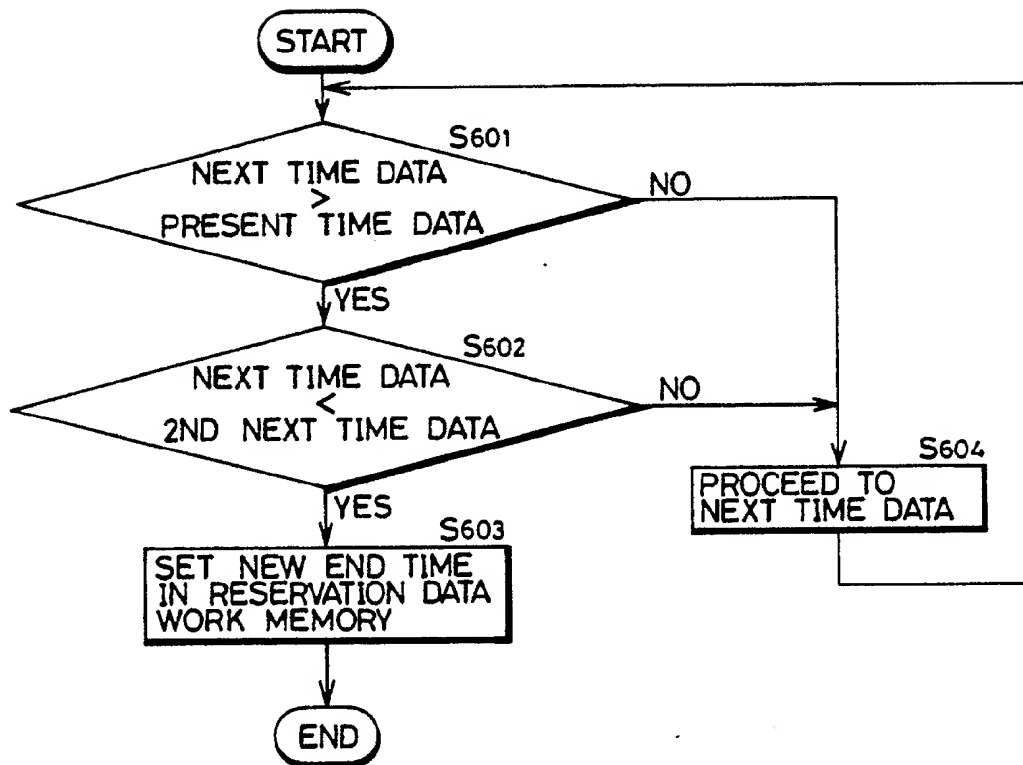 START
S601
NEXT TIME DATA
>
PRESENT TIME DATA
NO
YES
S602
NEXT TIME DATA
<
2ND NEXT TIME DATA
NO
YES
S604
PROCEED TO
NEXT TIME DATA
S603
SET NEW END TIME
IN RESERVATION DATA
WORK MEMORY
END